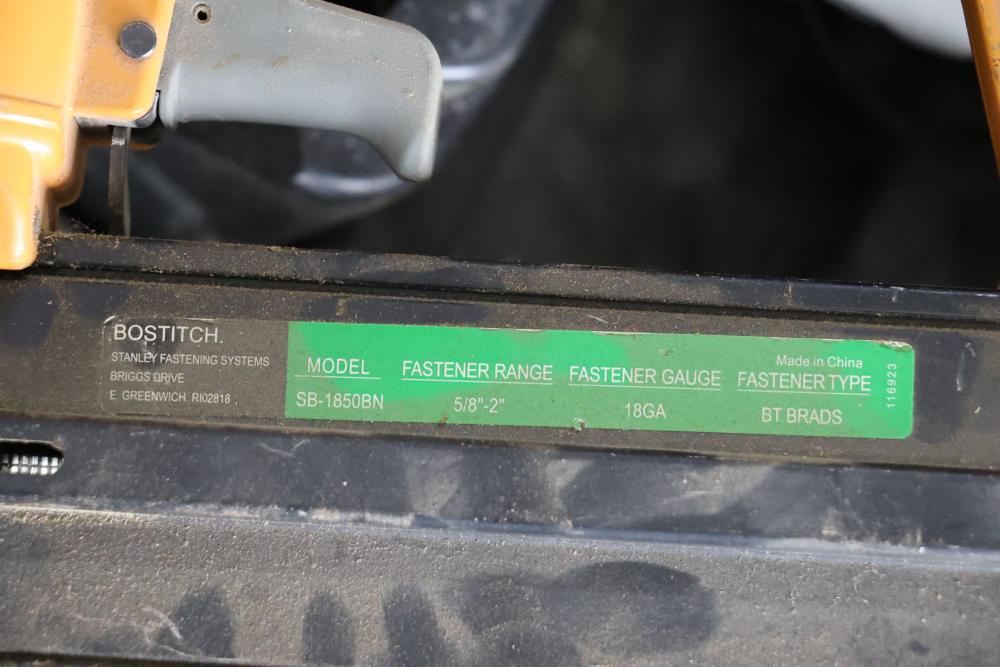 BOSTITCH.
STANLEY FASTENING SYSTEMS
BRIGGS DRIVE
E GREENWICH. RI02818
MODEL
SB-1850BN
FASTENER RANGE
5/8"-2"
FASTENER GAUGE
18GA
Made in China
FASTENER TYPE
BT BRADS
116923